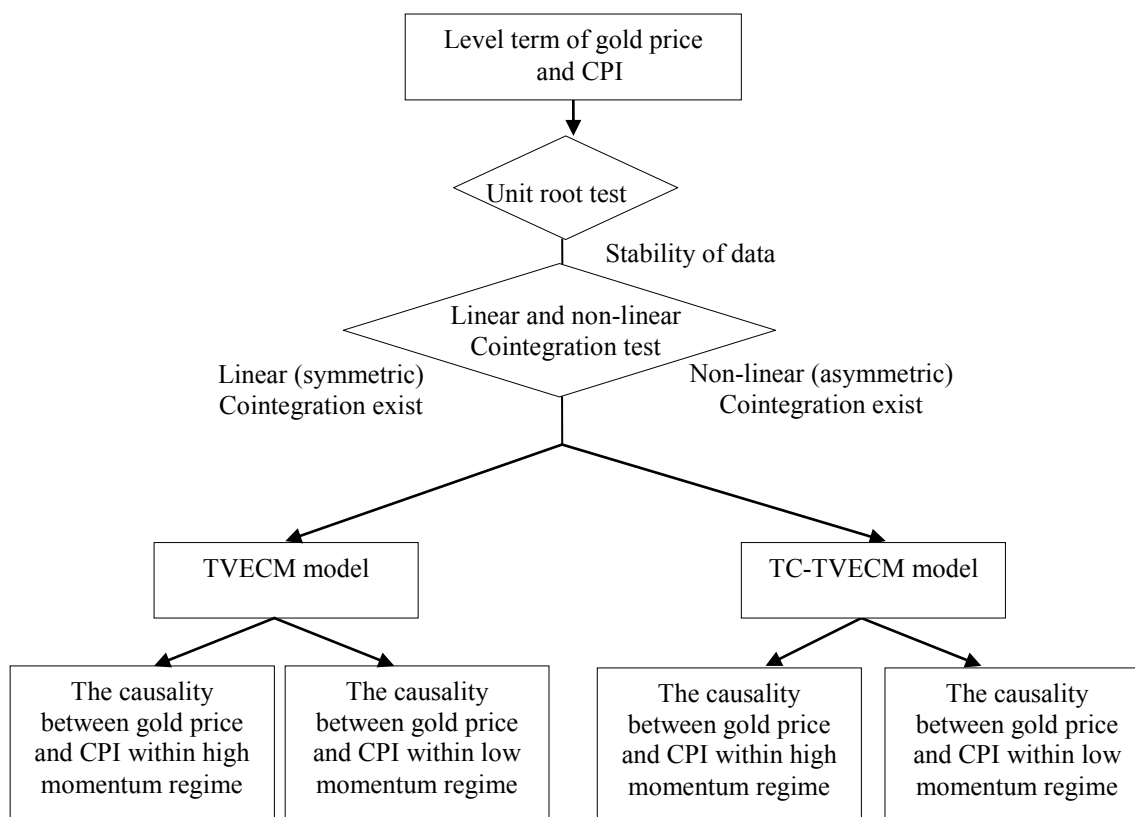 Level term of gold price
and CPI
Unit root test
Stability of data
Linear and non-linear
Cointegration test
Linear (symmetric)
Cointegration exist
Non-linear (asymmetric)
Cointegration exist
TVECM model
TC-TVECM model
The causality
between gold price
and CPI within high
momentum regime
The causality
between gold price
and CPI within low
momentum regime
The causality
between gold price
and CPI within high
momentum regime
The causality
between gold price
and CPI within low
momentum regime